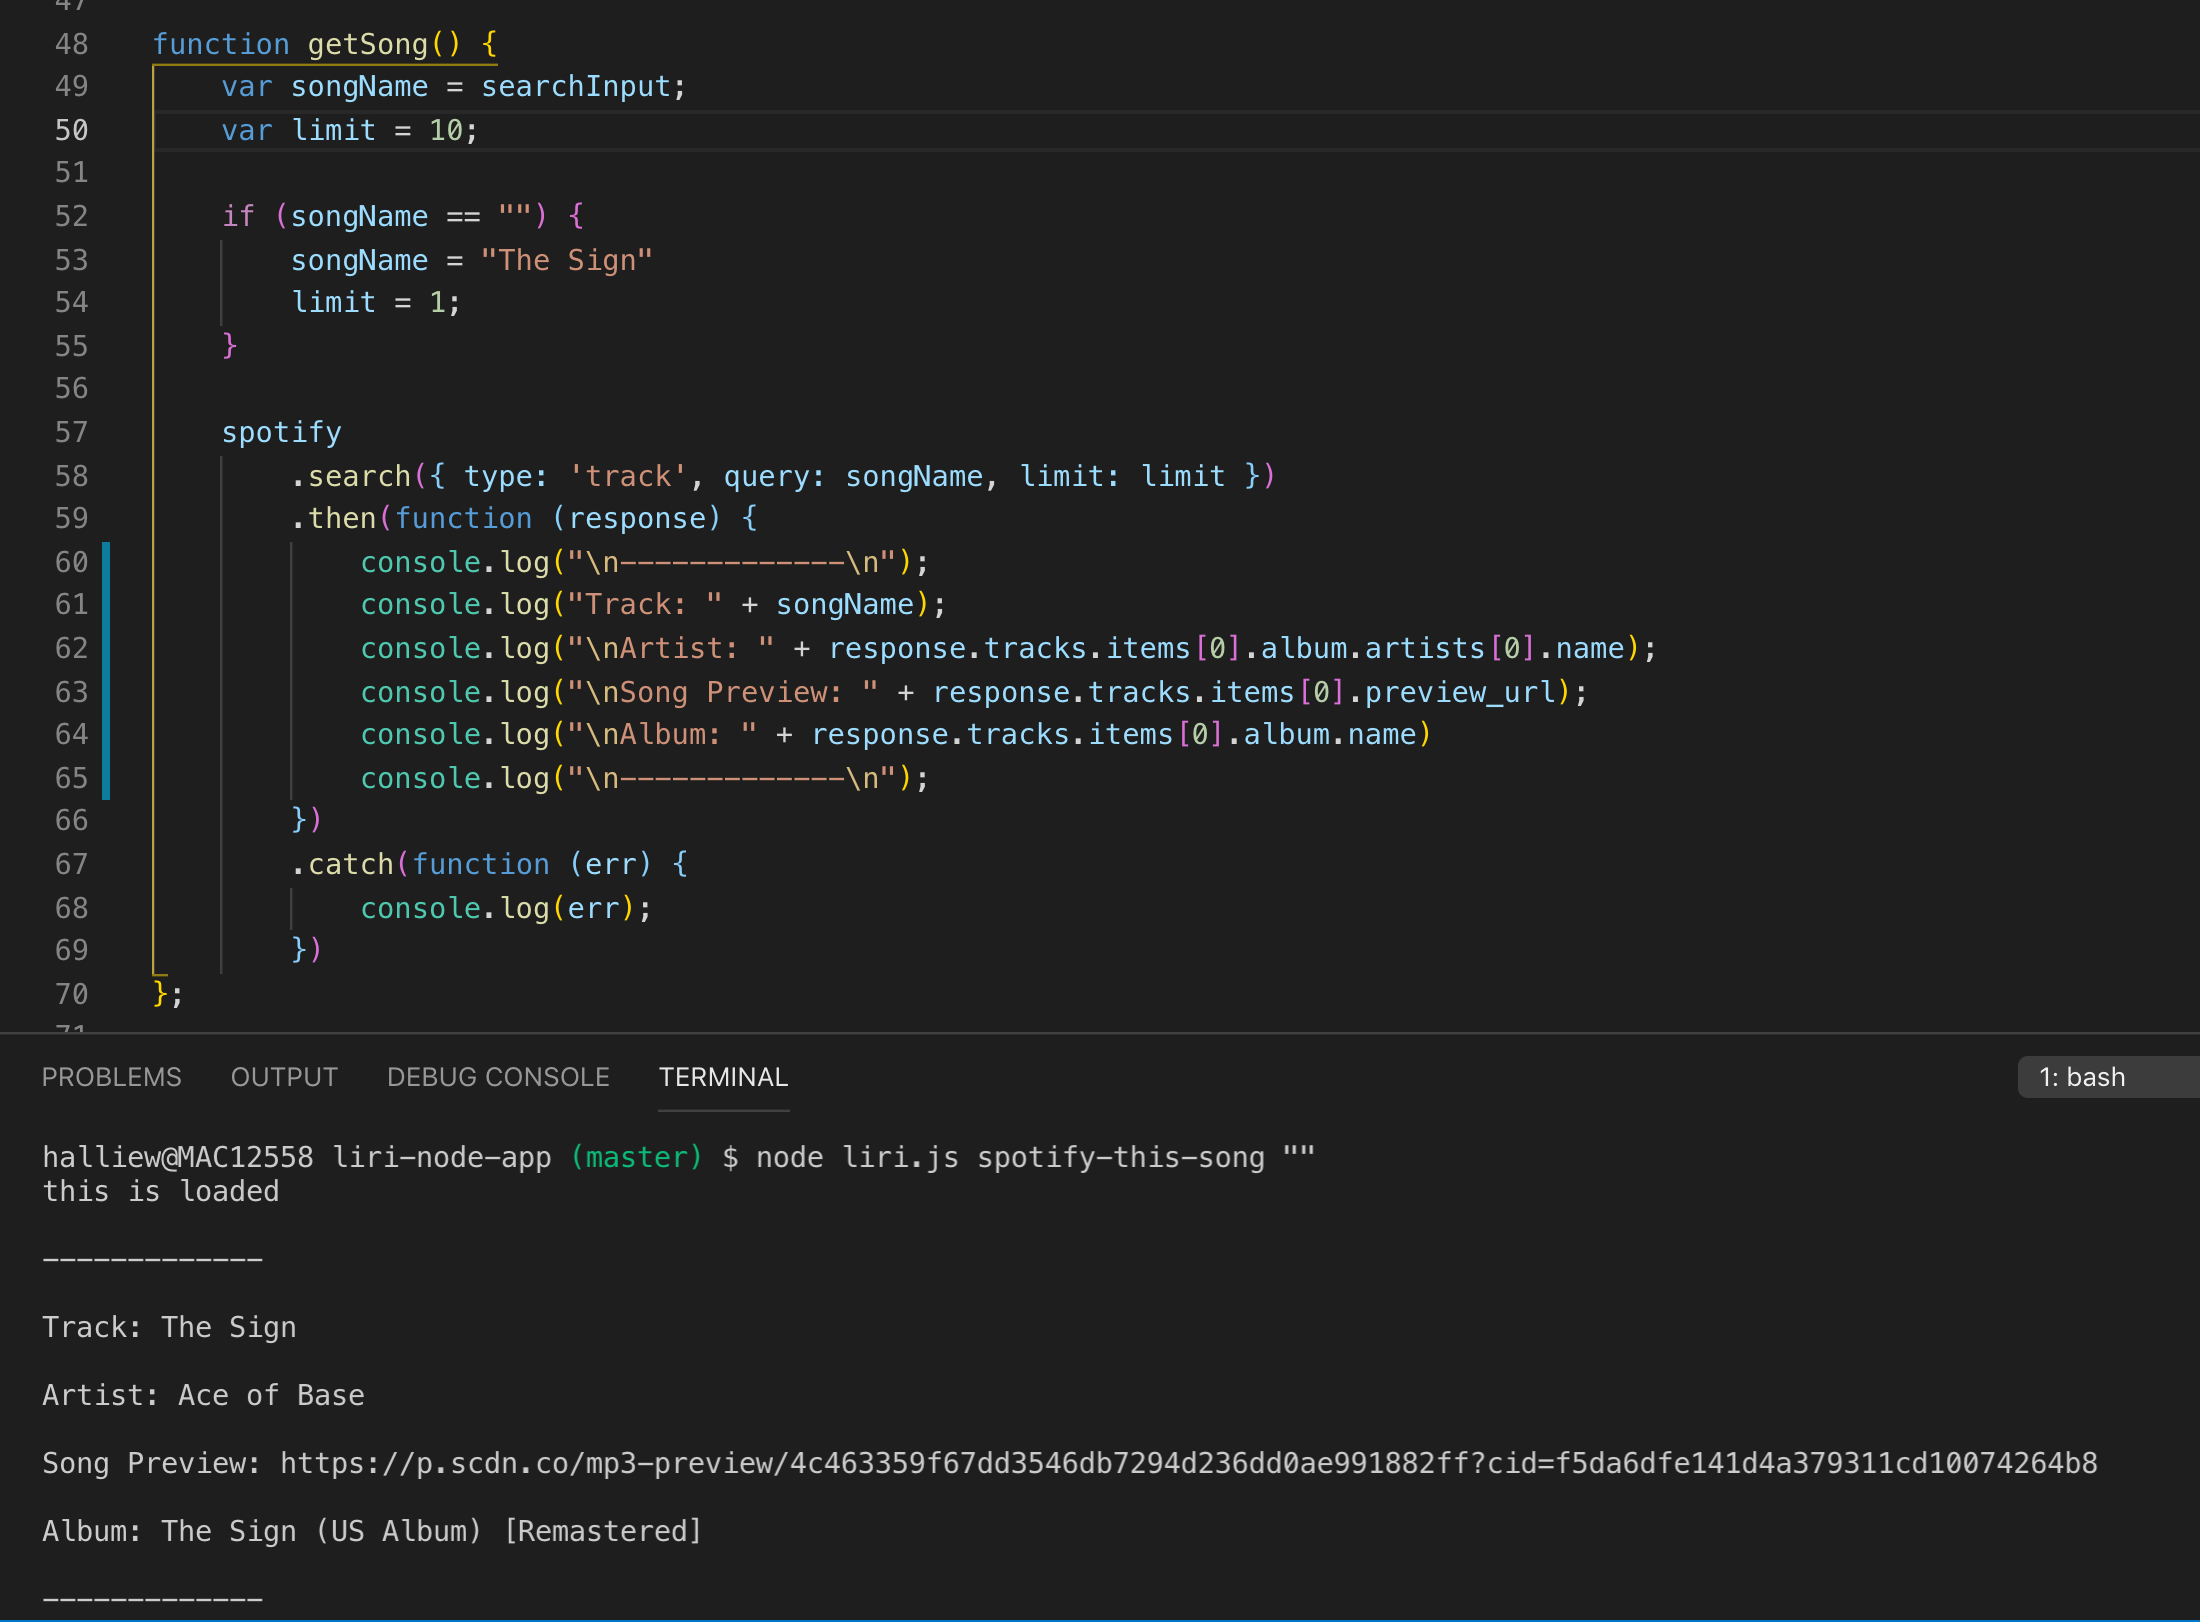 47
48 function getSong() {
49 var songName = searchInput;
50 var limit = 10;
51
52 if (songName == "") {
53 songName = "The Sign"
54 limit = 1;
55 }
56
57 spotify
58 .search({ type: 'track', query: songName, limit: limit })
59 .then(function (response) {
60 console.log("\n-------------\n");
61 console.log("Track: " + songName);
62 console.log("\nArtist: " + response.tracks.items[0].album.artists[0].name);
63 console.log("\nSong Preview: " + response.tracks.items[0].preview_url);
64 console.log("\nAlbum: " + response.tracks.items[0].album.name)
65 console.log("\n-------------\n");
66 })
67 .catch(function (err) {
68 console.log(err);
69 })
70 };
71
PROBLEMS OUTPUT DEBUG CONSOLE TERMINAL 1: bash
halliew@MAC12558 liri-node-app (master) $ node liri.js spotify-this-song ""
this is loaded
-------------
Track: The Sign
Artist: Ace of Base
Song Preview: https://p.scdn.co/mp3-preview/4c463359f67dd3546db7294d236dd0ae991882ff?cid=f5da6dfe141d4a379311cd10074264b8
Album: The Sign (US Album) [Remastered]
-------------